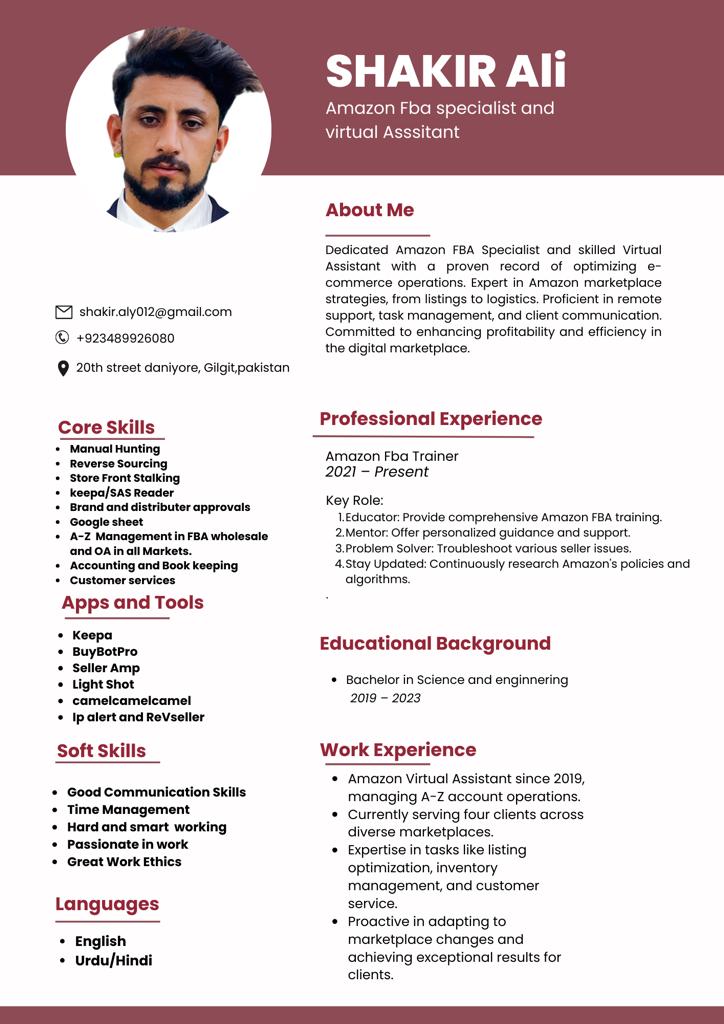 SHAKIR Ali
Amazon Fba specialist and
virtual Asssitant
shakir.aly012@gmail.com
+923489926080
20th street daniyore, Gilgit,pakistan
Core Skills
• Manual Hunting
• Reverse Sourcing
• Store Front Stalking
• keepa/SAS Reader
• Brand and distributer approvals
• Google sheet
• A-Z Management in FBA wholesale
and OA in all Markets.
• Accounting and Book keeping
• Customer services
Apps and Tools
• Keepa
• BuyBotPro
• Seller Amp
• Light Shot
• camelcamelcamel
• Ip alert and ReVseller
Soft Skills
• Good Communication Skills
• Time Management
• Hard and smart working
• Passionate in work
• Great Work Ethics
Languages
• English
• Urdu/Hindi
About Me
Dedicated Amazon FBA Specialist and skilled Virtual
Assistant with a proven record of optimizing e-
commerce operations. Expert in Amazon marketplace
strategies, from listings to logistics. Proficient in remote
support, task management, and client communication.
Committed to enhancing profitability and efficiency in
the digital marketplace.
Professional Experience
Amazon Fba Trainer
2021 – Present
Key Role:
1.Educator: Provide comprehensive Amazon FBA training.
2.Mentor: Offer personalized guidance and support.
3.Problem Solver: Troubleshoot various seller issues.
4.Stay Updated: Continuously research Amazon's policies and
algorithms.
.
Educational Background
• Bachelor in Science and enginnering
2019 – 2023
Work Experience
• Amazon Virtual Assistant since 2019,
managing A-Z account operations.
• Currently serving four clients across
diverse marketplaces.
• Expertise in tasks like listing
optimization, inventory
management, and customer
service.
• Proactive in adapting to
marketplace changes and
achieving exceptional results for
clients.